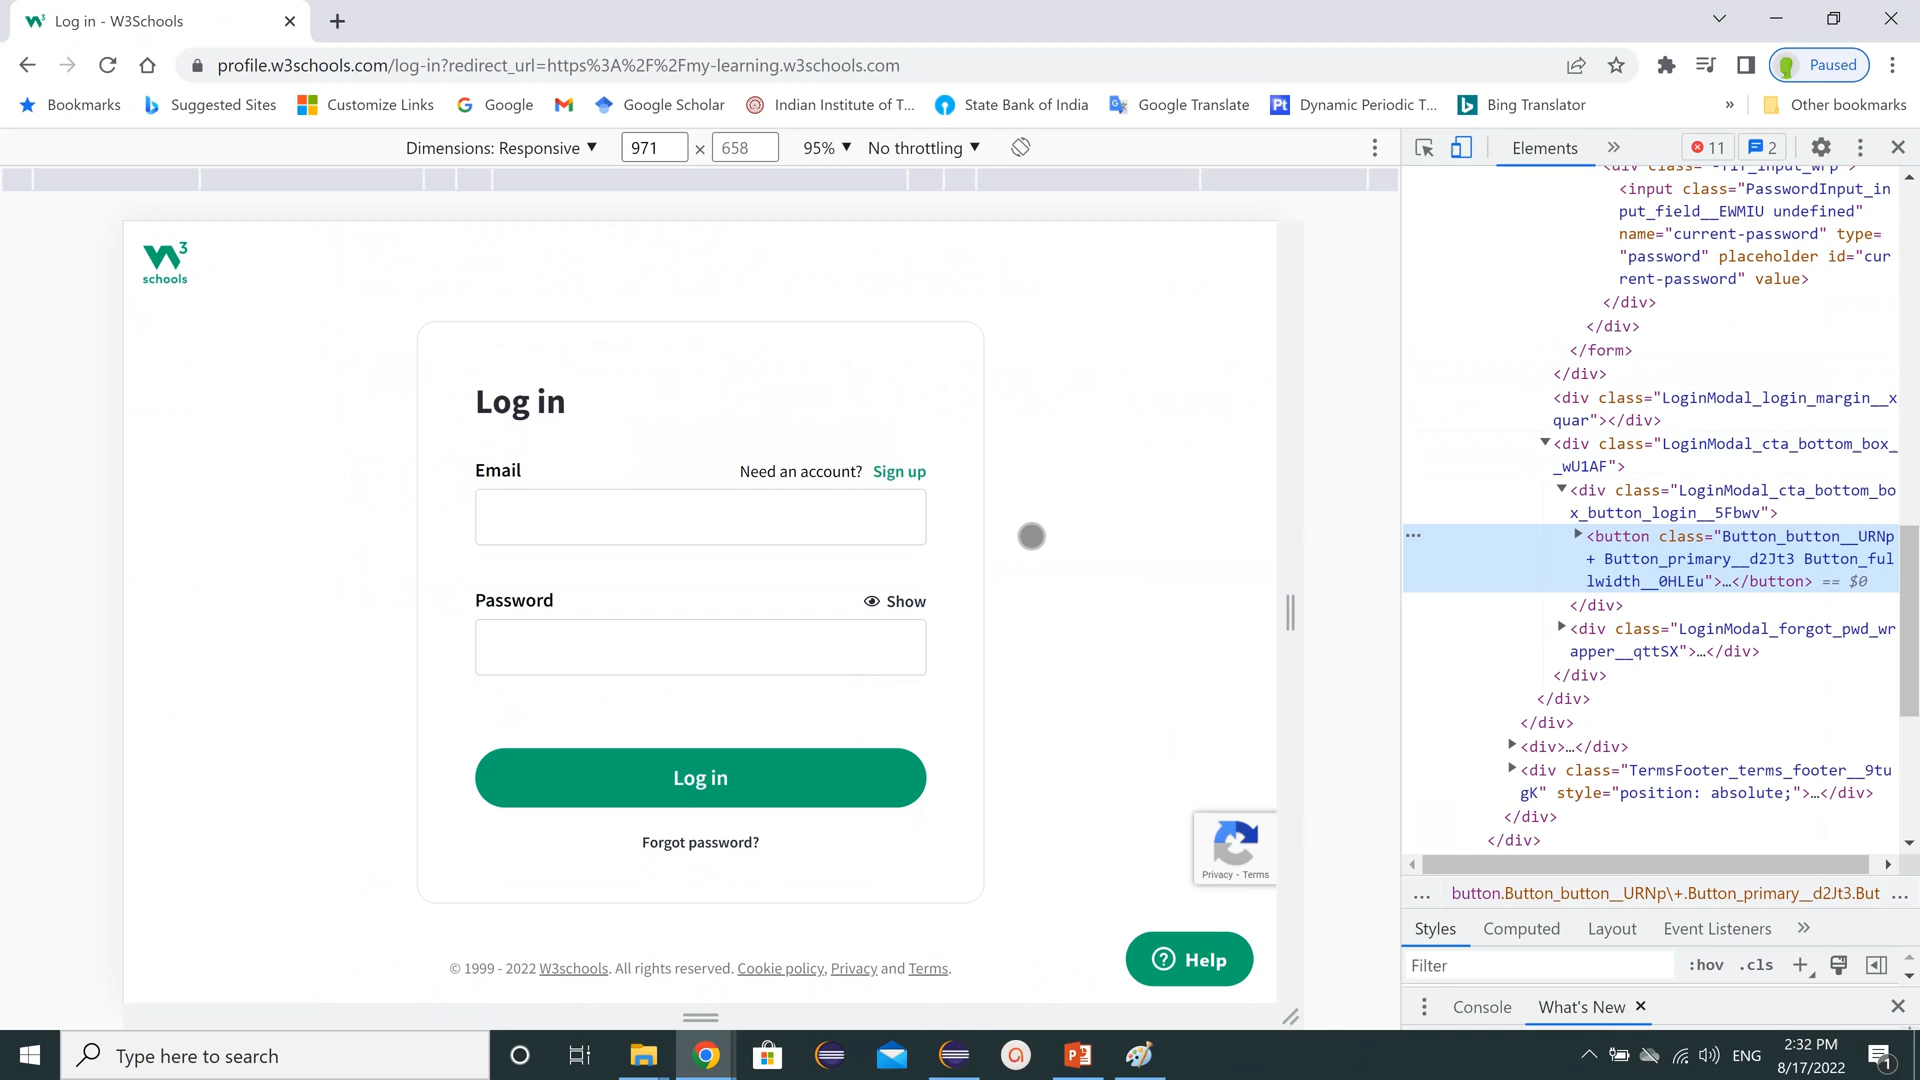 Log in - W3Schools
profile.w3schools.com/log-in?redirect_url=https%3A%2F%2Fmy-learning.w3schools.com
Paused
Bookmarks Suggested Sites Customize Links Google Google Scholar Indian Institute of T... State Bank of India Google Translate Dynamic Periodic T... Bing Translator » Other bookmarks
Dimensions: Responsive 971 × 658 95% No throttling
Elements » 11 2
<input class="PasswordInput_in
put_field__EWMIU undefined"
name="current-password" type=
"password" placeholder id="cur
rent-password" value>
</div>
</div>
</form>
</div>
<div class="LoginModal_login_margin__x
quar"></div>
<div class="LoginModal_cta_bottom_box_
_wU1AF">
<div class="LoginModal_cta_bottom_bo
x_button_login__5Fbwv">
<button class="Button_button__URNp
+ Button_primary__d2Jt3 Button_ful
lwidth__0HLEu">…</button> == $0
</div>
<div class="LoginModal_forgot_pwd_wr
apper__qttSX">…</div>
</div>
</div>
</div>
<div>…</div>
<div class="TermsFooter_terms_footer__9tu
gK" style="position: absolute;">…</div>
</div>
</div>
... button.Button_button__URNp\+.Button_primary__d2Jt3.But ...
Styles Computed Layout Event Listeners »
Filter :hov .cls +
Console What's New
W3
schools
Log in
Email Need an account? Sign up
Password Show
Log in
Forgot password?
Privacy - Terms
© 1999 - 2022 W3schools. All rights reserved. Cookie policy, Privacy and Terms.
Help
Type here to search
ENG
2:32 PM
8/17/2022
1